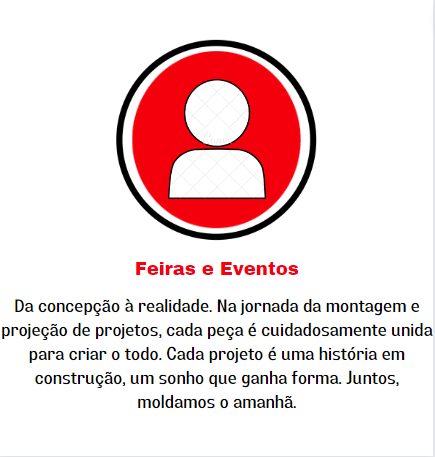 Feiras e Eventos
Da concepção à realidade. Na jornada da montagem e
projeção de projetos, cada peça é cuidadosamente unida
para criar o todo. Cada projeto é uma história em
construção, um sonho que ganha forma. Juntos,
moldamos o amanhã.